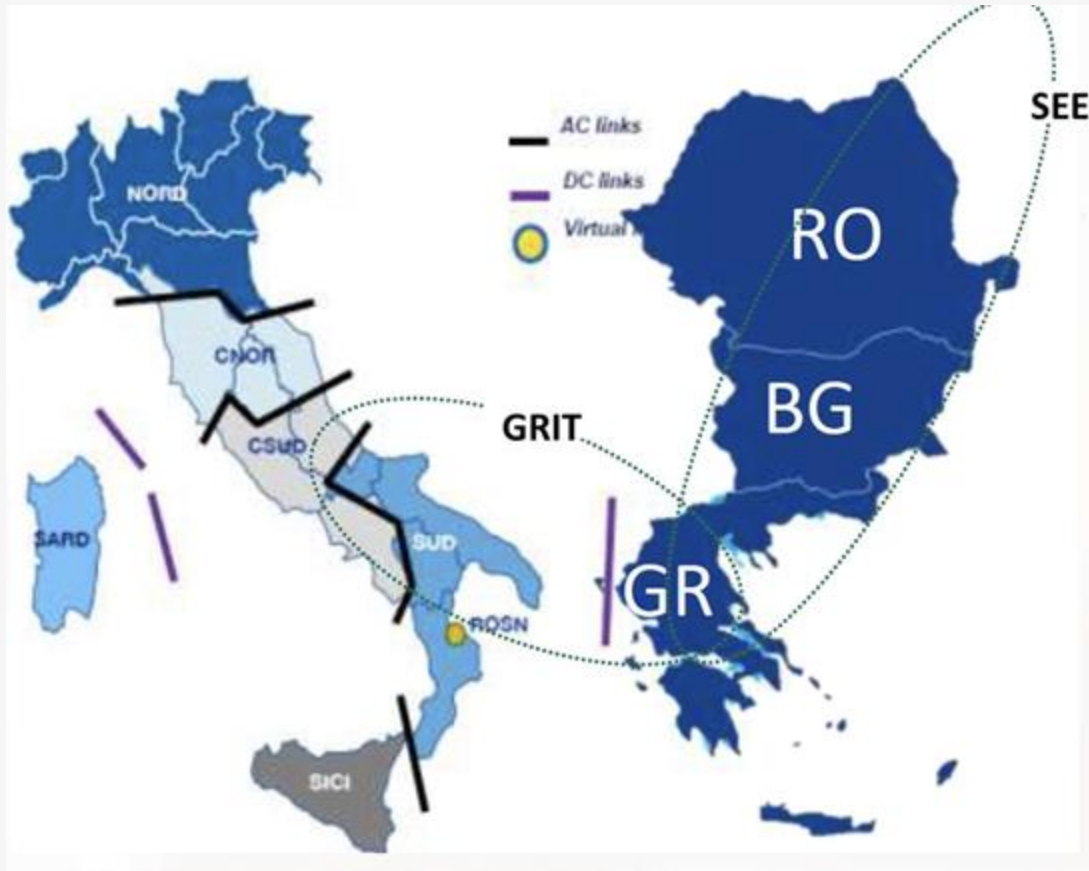 SEE
AC links
DC links
Virtual
NORD
RO
CNOR
BG
GRIT
CSUD
SARD
SUD
GR
ROSN
SICI